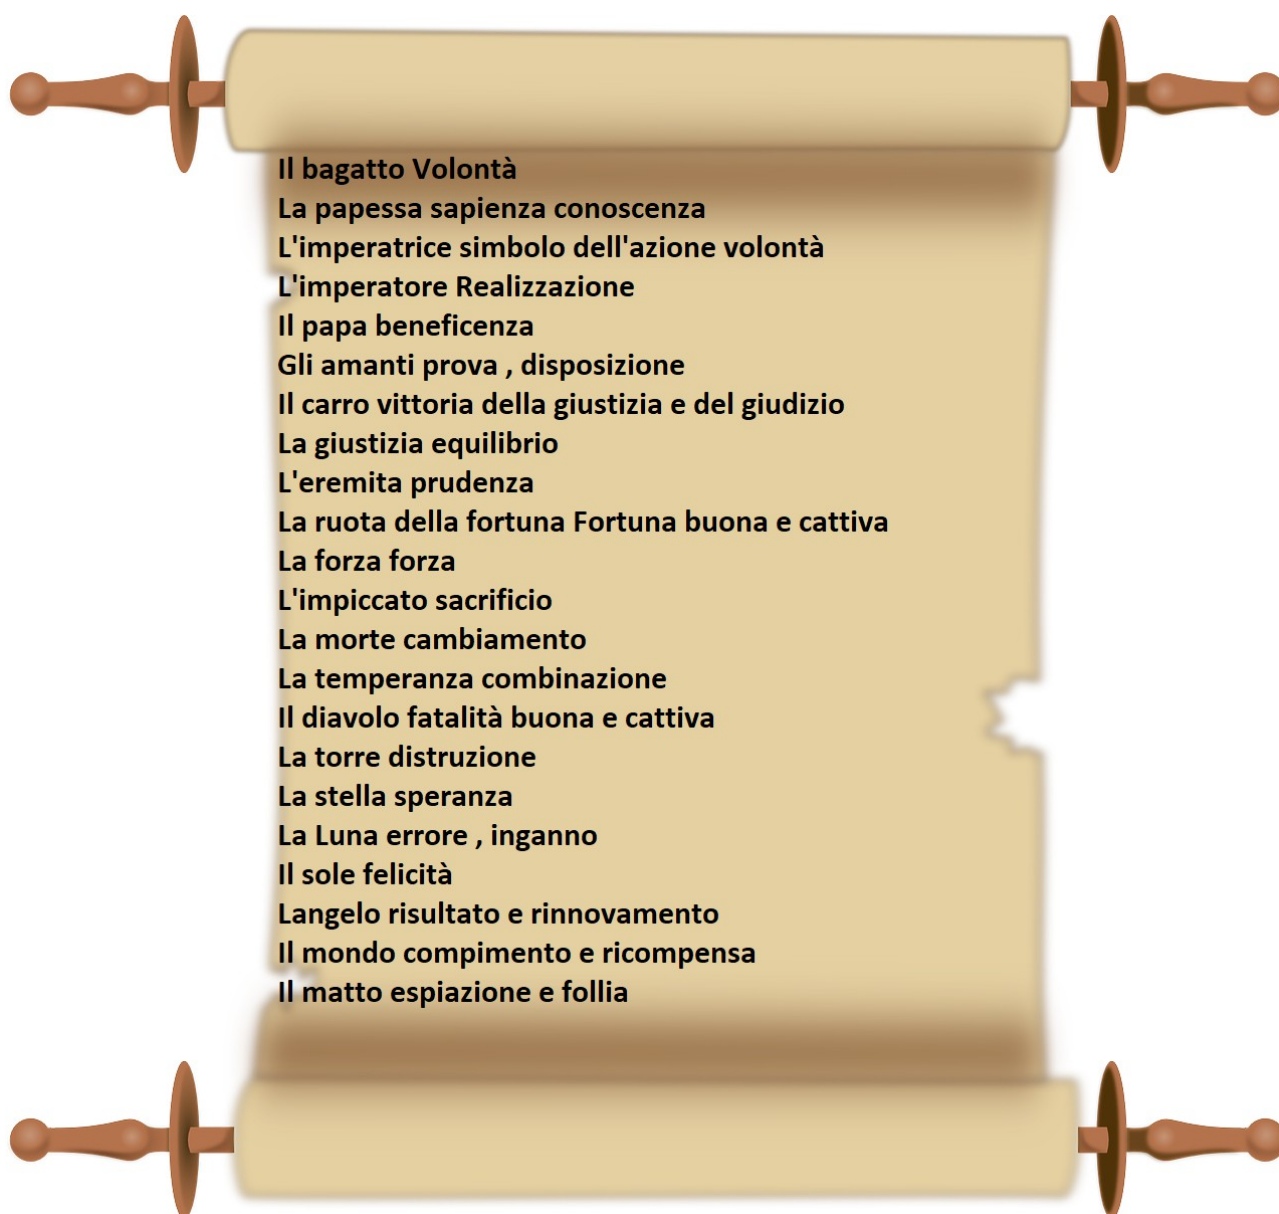 Il bagatto Volontà
La papessa sapienza conoscenza
L'imperatrice simbolo dell'azione volontà
L'imperatore Realizzazione
Il papa beneficenza
Gli amanti prova , disposizione
Il carro vittoria della giustizia e del giudizio
La giustizia equilibrio
L'eremita prudenza
La ruota della fortuna Fortuna buona e cattiva
La forza forza
L'impiccato sacrificio
La morte cambiamento
La temperanza combinazione
Il diavolo fatalità buona e cattiva
La torre distruzione
La stella speranza
La Luna errore , inganno
Il sole felicità
Langelo risultato e rinnovamento
Il mondo compimento e ricompensa
Il matto espiazione e follia